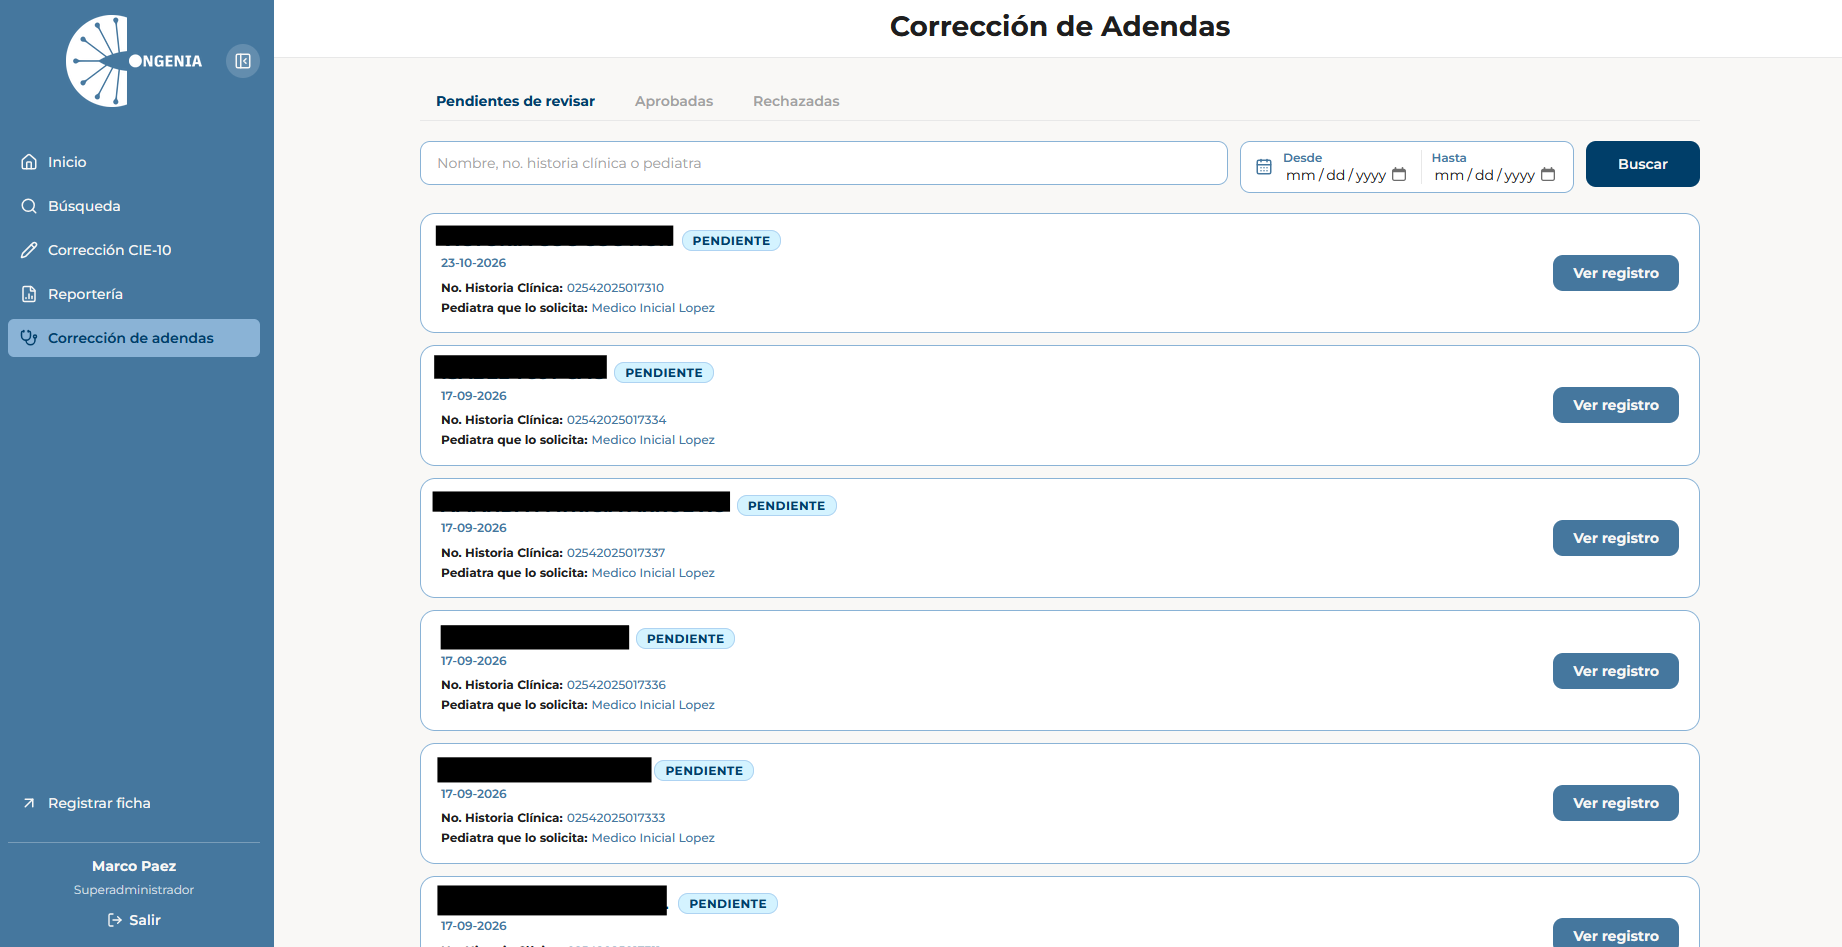 ONGENIA
Inicio
Búsqueda
Corrección CIE-10
Reportería
Corrección de adendas
Registrar ficha
Marco Paez
Superadministrador
Salir
Corrección de Adendas
Pendientes de revisar Aprobadas Rechazadas
Nombre, no. historia clínica o pediatra
Desde
mm/dd/yyyy
Hasta
mm/dd/yyyy
Buscar
PENDIENTE
23-10-2026
No. Historia Clínica: 02542025017310
Pediatra que lo solicita: Medico Inicial Lopez
Ver registro
PENDIENTE
17-09-2026
No. Historia Clínica: 02542025017334
Pediatra que lo solicita: Medico Inicial Lopez
Ver registro
PENDIENTE
17-09-2026
No. Historia Clínica: 02542025017337
Pediatra que lo solicita: Medico Inicial Lopez
Ver registro
PENDIENTE
17-09-2026
No. Historia Clínica: 02542025017336
Pediatra que lo solicita: Medico Inicial Lopez
Ver registro
PENDIENTE
17-09-2026
No. Historia Clínica: 02542025017333
Pediatra que lo solicita: Medico Inicial Lopez
Ver registro
PENDIENTE
17-09-2026
Ver registro